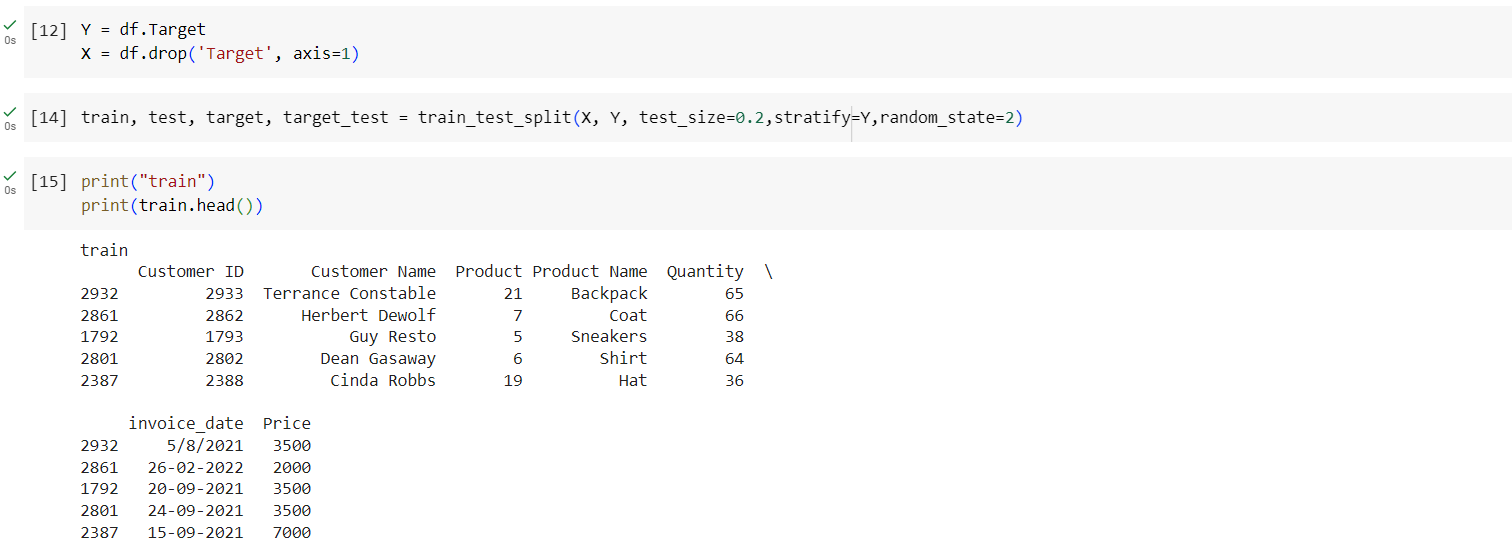 [12] Y = df.Target
X = df.drop('Target', axis=1)
0s
[14] train, test, target, target_test = train_test_split(X, Y, test_size=0.2,stratify=Y,random_state=2)
0s
[15] print("train")
0s
print(train.head())
train
Customer ID Customer Name Product Product Name Quantity \
2932 2933 Terrance Constable 21 Backpack 65
2861 2862 Herbert Dewolf 7 Coat 66
1792 1793 Guy Resto 5 Sneakers 38
2801 2802 Dean Gasaway 6 Shirt 64
2387 2388 Cinda Robbs 19 Hat 36
invoice_date Price
2932 5/8/2021 3500
2861 26-02-2022 2000
1792 20-09-2021 3500
2801 24-09-2021 3500
2387 15-09-2021 7000